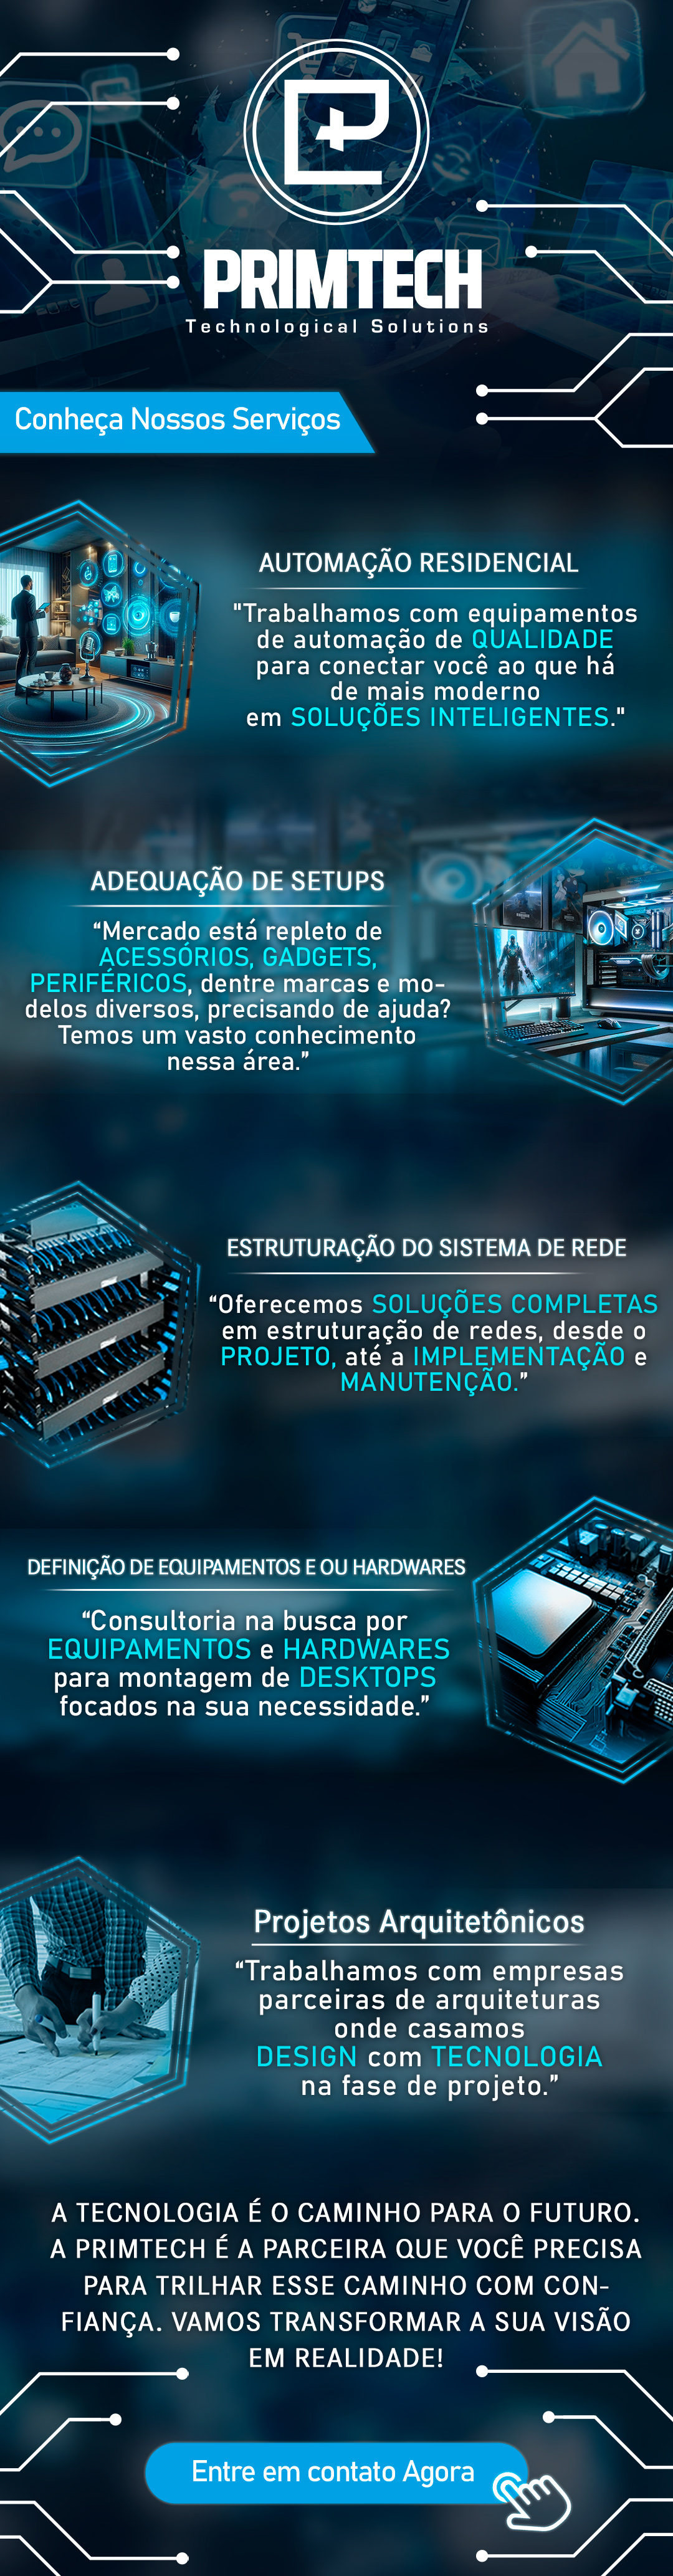 PRIMTECH
Technological Solutions
Conheça Nossos Serviços
AUTOMAÇÃO RESIDENCIAL
"Trabalhamos com equipamentos
de automação de QUALIDADE
para conectar você ao que há
de mais moderno
em SOLUÇÕES INTELIGENTES."
ADEQUAÇÃO DE SETUPS
“Mercado está repleto de
ACESSÓRIOS, GADGETS,
PERIFÉRICOS, dentre marcas e mo-
delos diversos, precisando de ajuda?
Temos um vasto conhecimento
nessa área.”
ESTRUTURAÇÃO DO SISTEMA DE REDE
“Oferecemos SOLUÇÕES COMPLETAS
em estruturação de redes, desde o
PROJETO, até a IMPLEMENTAÇÃO e
MANUTENÇÃO.”
DEFINIÇÃO DE EQUIPAMENTOS E OU HARDWARES
“Consultoria na busca por
EQUIPAMENTOS e HARDWARES
para montagem de DESKTOPS
focados na sua necessidade.”
Projetos Arquitetônicos
“Trabalhamos com empresas
parceiras de arquiteturas
onde casamos
DESIGN com TECNOLOGIA
na fase de projeto.”
A TECNOLOGIA É O CAMINHO PARA O FUTURO.
A PRIMTECH É A PARCEIRA QUE VOCÊ PRECISA
PARA TRILHAR ESSE CAMINHO COM CON-
FIANÇA. VAMOS TRANSFORMAR A SUA VISÃO
EM REALIDADE!
Entre em contato Agora